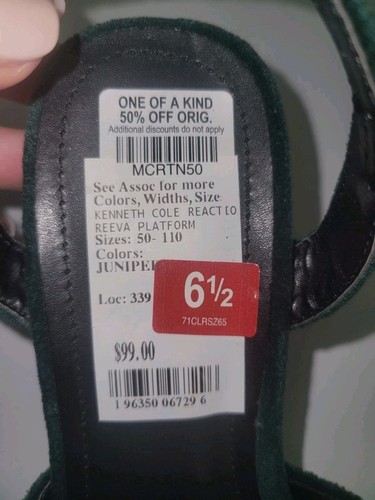 ONE OF A KIND
50% OFF ORIG.
Additional discounts do not apply
MCRTN50
See Assoc for more
Colors, Widths, Size
KENNETH COLE REACTIO
REEVA PLATFORM
Sizes: 50- 110
Colors:
JUNIPER
Loc: 339
6½
71CLRSZ65
$99.00
1 96350 06729 6